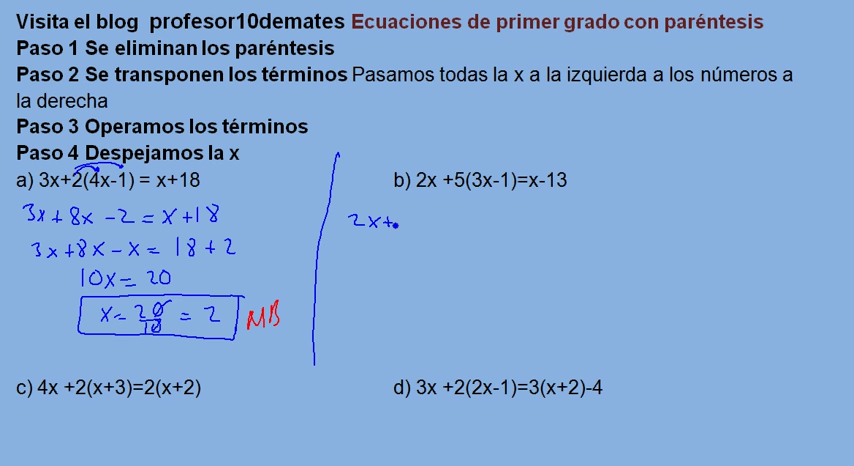 Visita el blog profesor10demates Ecuaciones de primer grado con paréntesis
Paso 1 Se eliminan los paréntesis
Paso 2 Se transponen los términos Pasamos todas la x a la izquierda a los números a
la derecha
Paso 3 Operamos los términos
Paso 4 Despejamos la x
a) 3x+2(4x-1) = x+18
3x+8x-2=x+18
3x+8x-x=18+2
10x=20
x=20/10=2 MB
b) 2x +5(3x-1)=x-13
2x+
c) 4x +2(x+3)=2(x+2)
d) 3x +2(2x-1)=3(x+2)-4